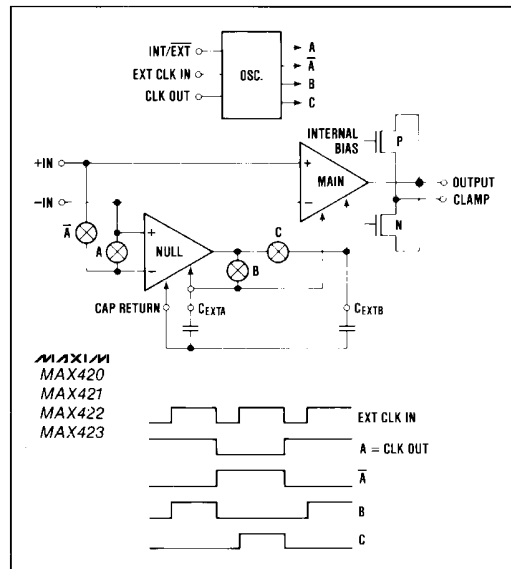 INT/EXT
EXT CLK IN
CLK OUT
OSC.
A
A̅
B
C
INTERNAL BIAS
P
+IN
−IN
+
−
MAIN
OUTPUT
CLAMP
N
A̅
A
+
−
NULL
C
B
CAP RETURN
CEXTA
CEXTB
MAXIM
MAX420
MAX421
MAX422
MAX423
EXT CLK IN
A = CLK OUT
A̅
B
C